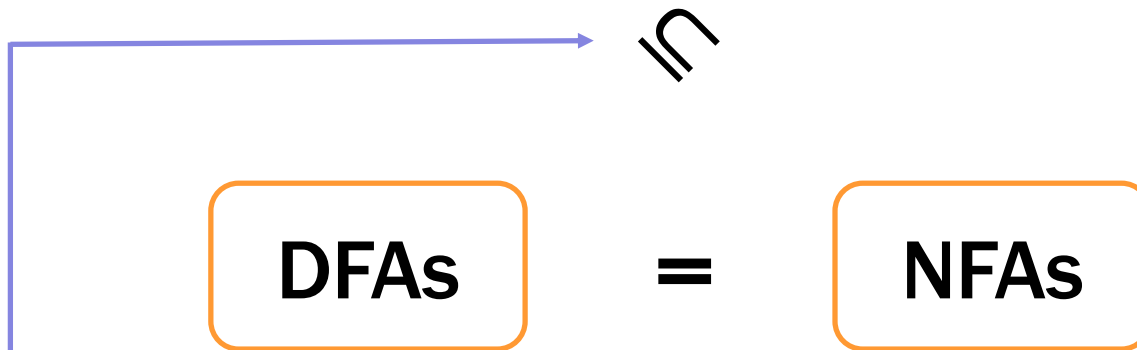 ⊆
DFAs = NFAs